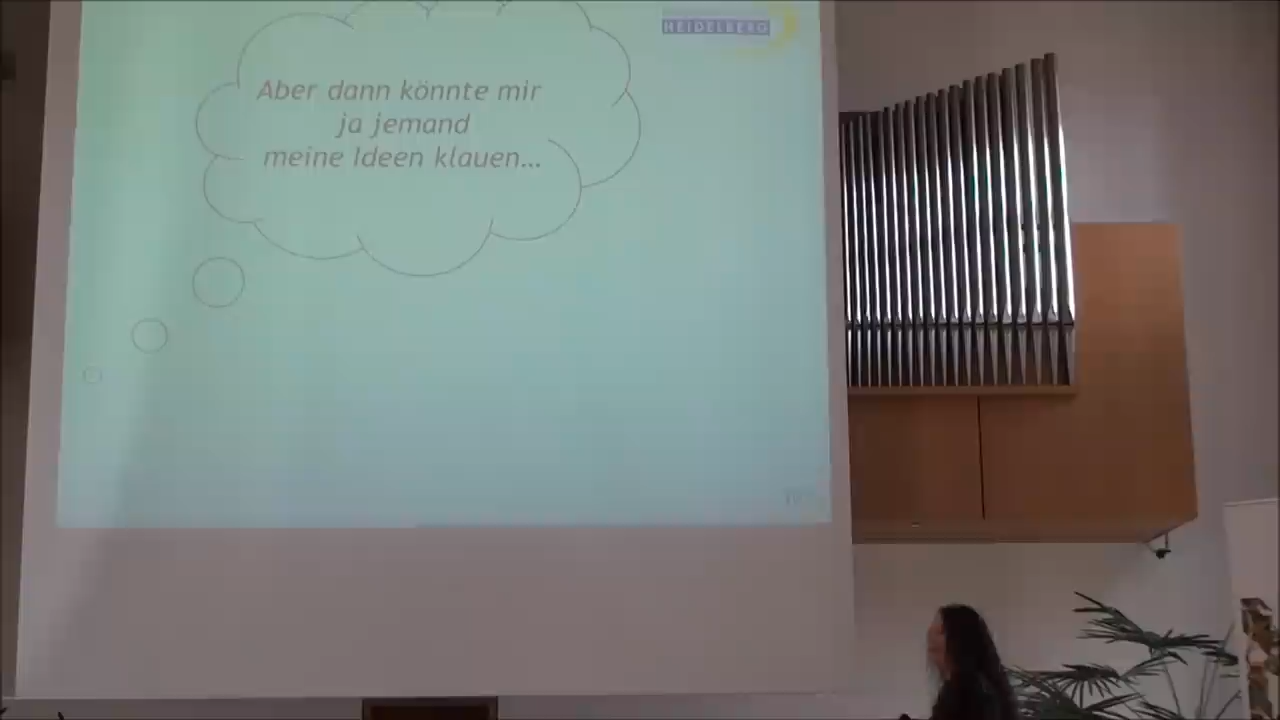 HEIDELBERG
Aber dann könnte mir
ja jemand
meine Ideen klauen...